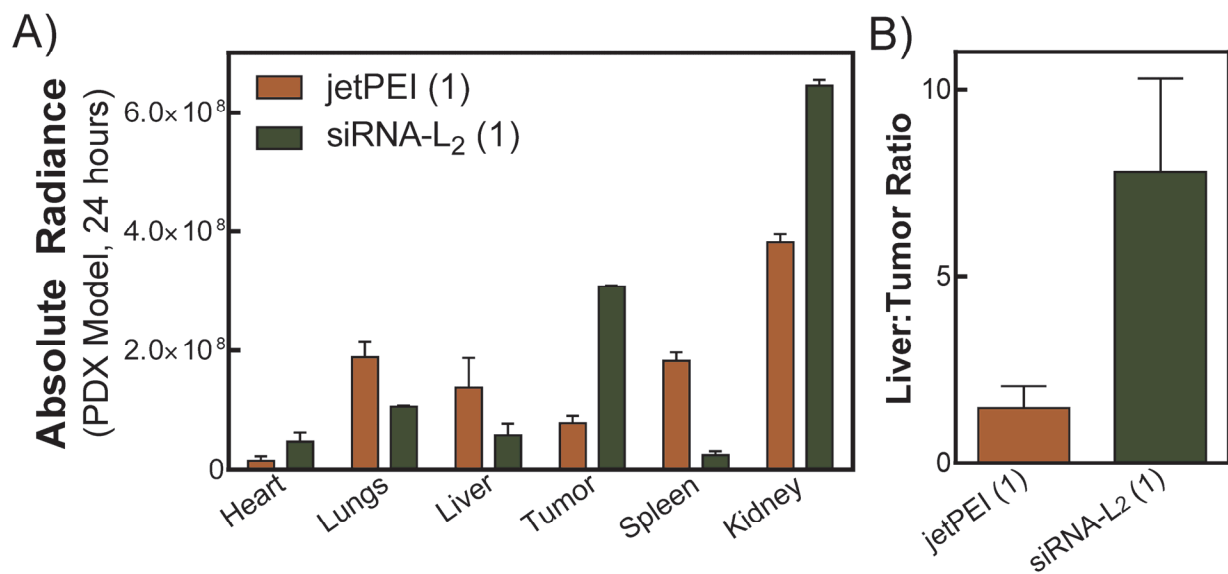 A)
Absolute Radiance
(PDX Model, 24 hours)
6.0×10⁸
4.0×10⁸
2.0×10⁸
0
jetPEI (1)
siRNA-L₂ (1)
Heart
Lungs
Liver
Tumor
Spleen
Kidney
B)
Liver:Tumor Ratio
10
5
0
jetPEI (1)
siRNA-L₂ (1)